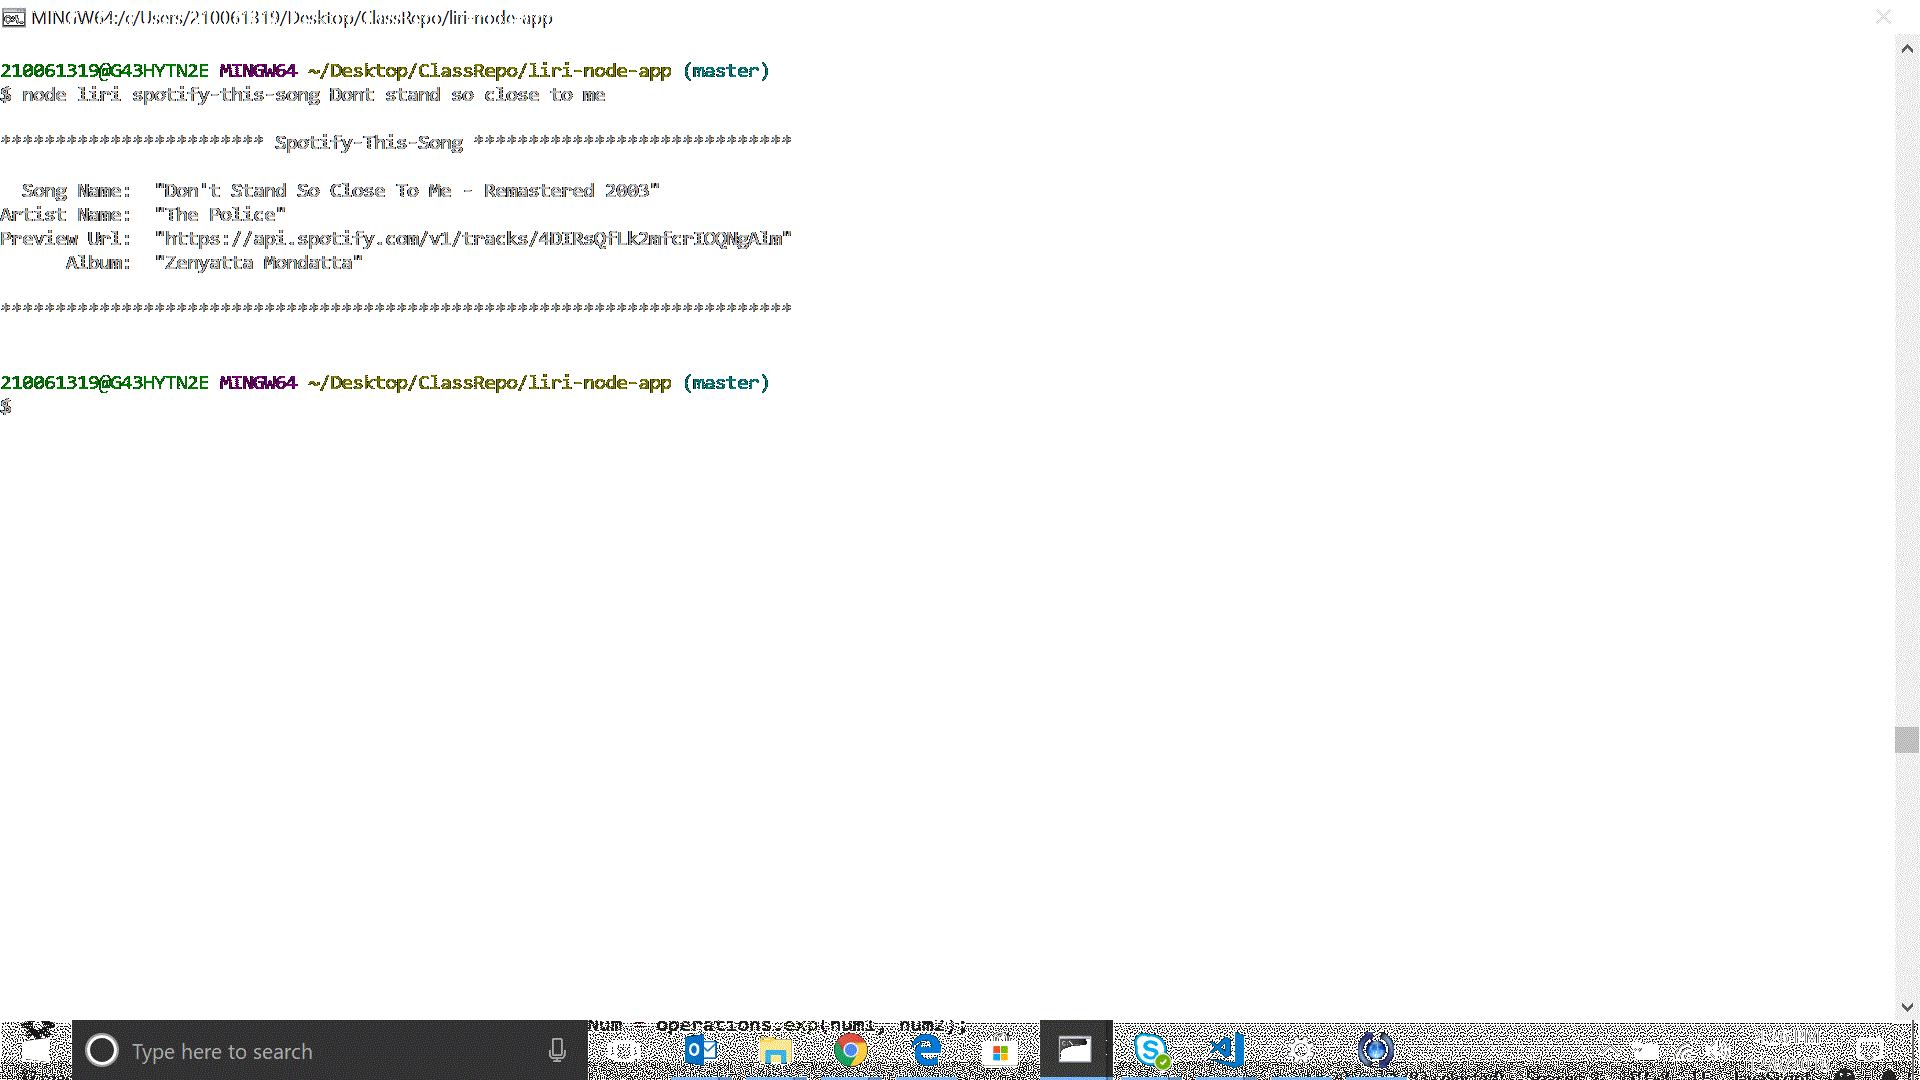 MINGW64:/c/Users/210061319/Desktop/ClassRepo/liri-node-app
210061319@G43HYTN2E MINGW64 ~/Desktop/ClassRepo/liri-node-app (master)
$ node liri spotify-this-song Dont stand so close to me
************************ Spotify-This-Song *****************************
Song Name: "Don't Stand So Close To Me - Remastered 2003"
Artist Name: "The Police"
Preview Url: "https://api.spotify.com/v1/tracks/4DIRsQfLk2mfcrIOQNgAlm"
Album: "Zenyatta Mondatta"
************************************************************************
210061319@G43HYTN2E MINGW64 ~/Desktop/ClassRepo/liri-node-app (master)
$
Num = operations.exp(num1, num2);
Type here to search